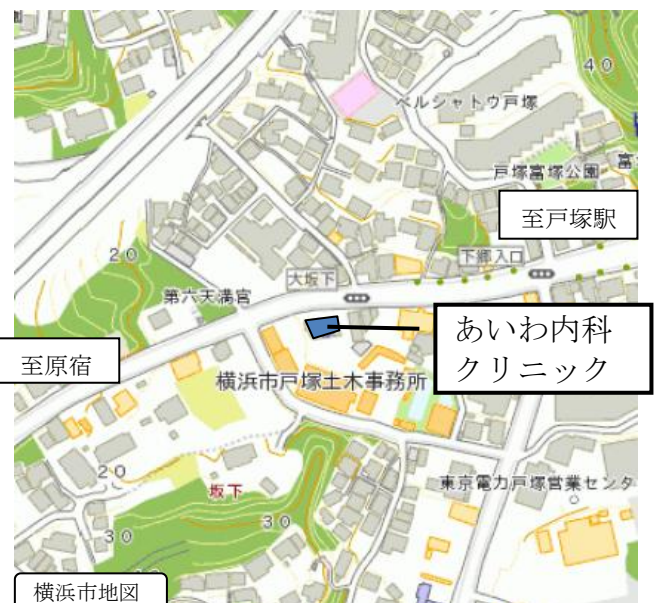 40
ベルシャトウ戸塚
戸塚富塚公園
富
至戸塚駅
下郷入口
20
大坂下
第六天満宮
あいわ内科
クリニック
至原宿
横浜市戸塚土木事務所
20
坂下
東京電力戸塚営業センタ
30
30
横浜市地図